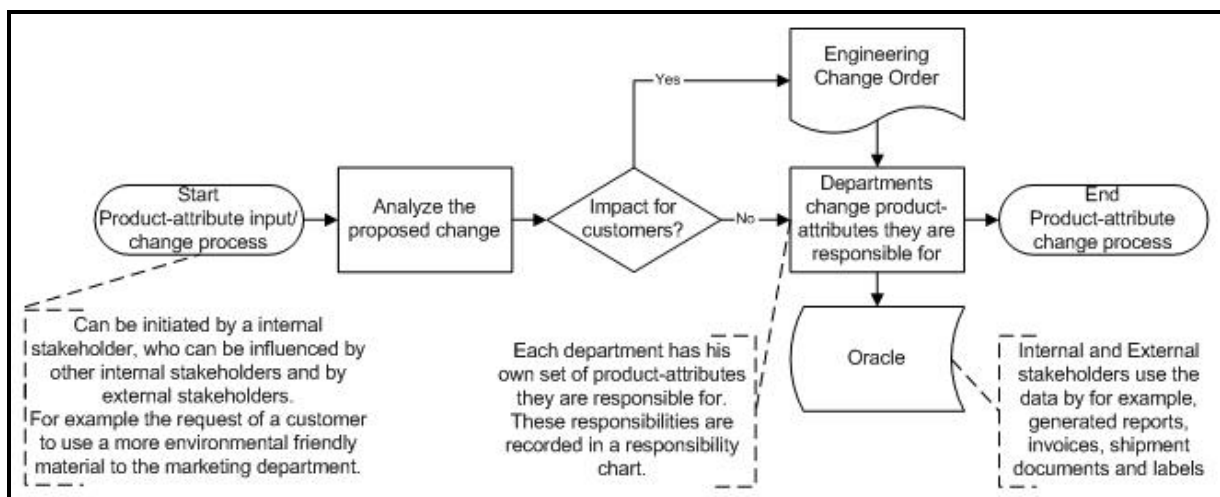 Engineering
Change Order
Yes
Start
Product-attribute input/
change process
Analyze the
proposed change
Impact for
customers?
No
Departments
change product-
attributes they are
responsible for
End
Product-attribute
change process
Can be initiated by a internal
stakeholder, who can be influenced by
other internal stakeholders and by
external stakeholders.
For example the request of a customer
to use a more environmental friendly
material to the marketing department.
Each department has his
own set of product-attributes
they are responsible for.
These responsibilities are
recorded in a responsibility
chart.
Oracle
Internal and External
stakeholders use the
data by for example,
generated reports,
invoices, shipment
documents and labels